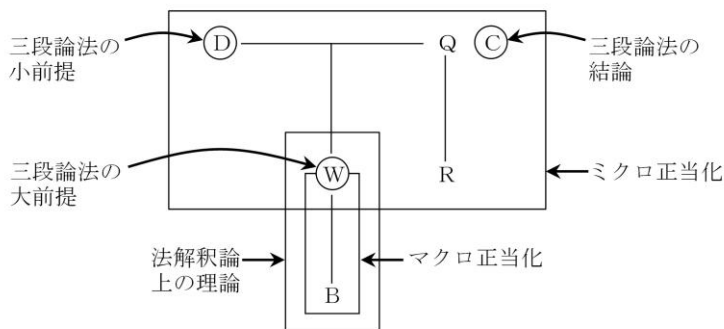 三段論法の
小前提
D
Q
C
三段論法の
結論
三段論法の
大前提
W
R
ミクロ正当化
法解釈論
上の理論
マクロ正当化
B